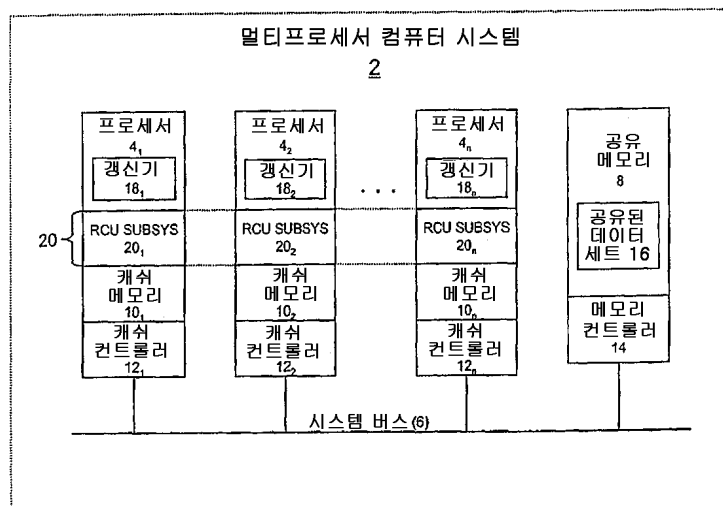 멀티프로세서 컴퓨터 시스템
2
프로세서
4₁
갱신기
18₁
RCU SUBSYS
20₁
캐쉬
메모리
10₁
캐쉬
컨트롤러
12₁
프로세서
4₂
갱신기
18₂
RCU SUBSYS
20₂
캐쉬
메모리
10₂
캐쉬
컨트롤러
12₂
. . .
프로세서
4ₙ
갱신기
18ₙ
RCU SUBSYS
20ₙ
캐쉬
메모리
10ₙ
캐쉬
컨트롤러
12ₙ
공유
메모리
8
공유된
데이터
세트 16
메모리
컨트롤러
14
20
시스템 버스(6)